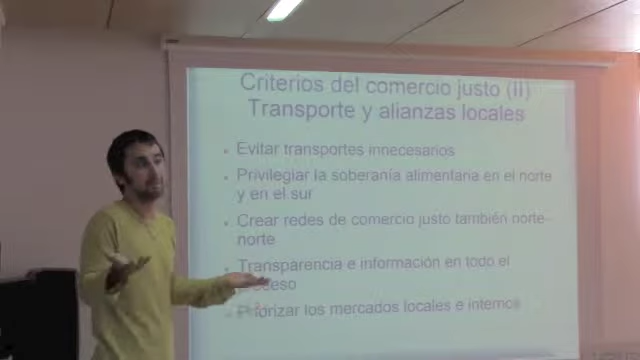 Criterios del comercio justo (II)
Transporte y alianzas locales
Evitar transportes innecesarios
Privilegiar la soberanía alimentaria en el norte
y en el sur
Crear redes de comercio justo también norte-
norte
Transparencia e información en todo el
Priorizar los mercados locales e internos